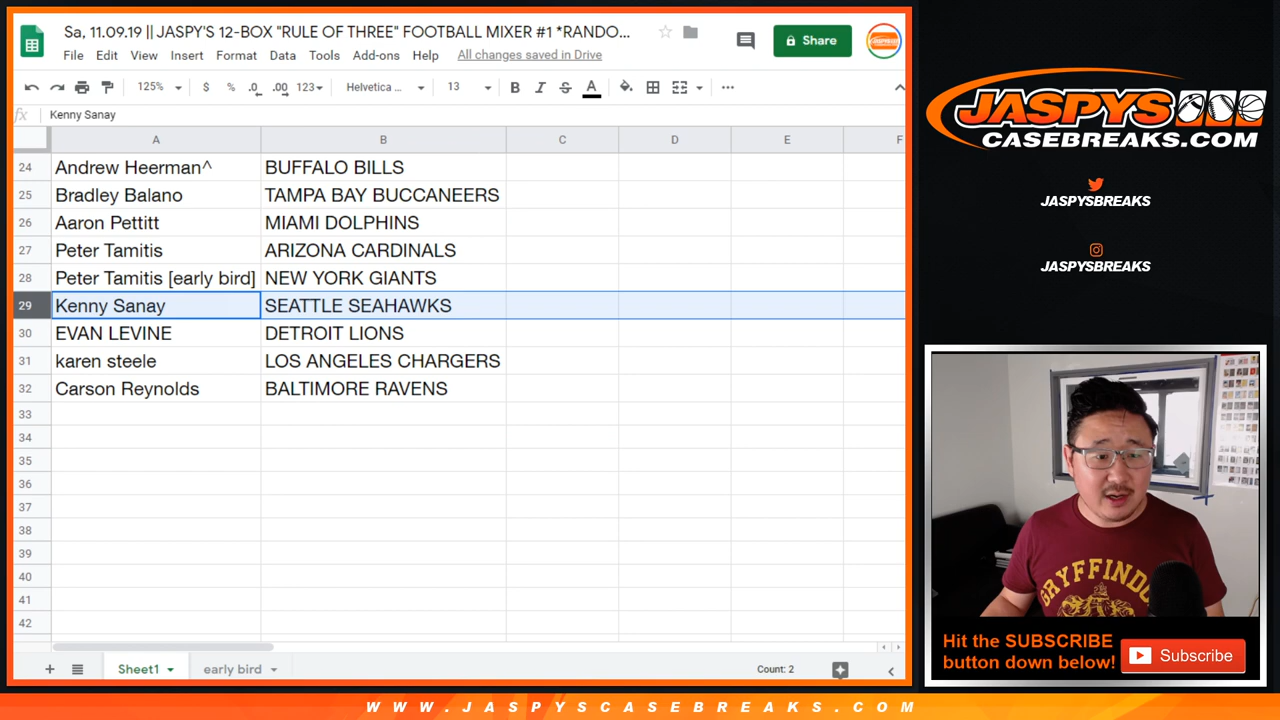 Sa, 11.09.19 || JASPY'S 12-BOX "RULE OF THREE" FOOTBALL MIXER #1 *RANDO...
File Edit View Insert Format Data Tools Add-ons Help All changes saved in Drive
Share
125% $ % .0 .00 123 Helvetica ... 13 B I S A
fx Kenny Sanay
A B C D E F
24 Andrew Heerman^ BUFFALO BILLS
25 Bradley Balano TAMPA BAY BUCCANEERS
26 Aaron Pettitt MIAMI DOLPHINS
27 Peter Tamitis ARIZONA CARDINALS
28 Peter Tamitis [early bird] NEW YORK GIANTS
29 Kenny Sanay SEATTLE SEAHAWKS
30 EVAN LEVINE DETROIT LIONS
31 karen steele LOS ANGELES CHARGERS
32 Carson Reynolds BALTIMORE RAVENS
33
34
35
36
37
38
39
40
41
42
Sheet1 early bird Count: 2
JASPYS
CASEBREAKS.COM
JASPYSBREAKS
JASPYSBREAKS
GRYFFINDO
Hit the SUBSCRIBE
button down below!
Subscribe
WWW.JASPYSCASEBREAKS.COM